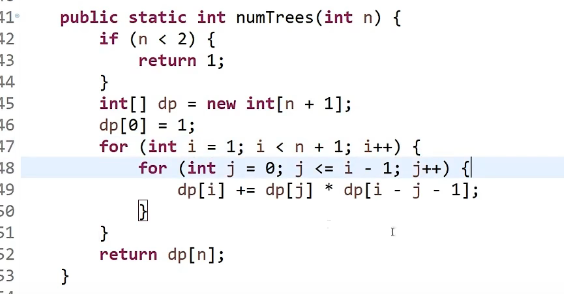 41 public static int numTrees(int n) {
42 if (n < 2) {
43 return 1;
44 }
45 int[] dp = new int[n + 1];
46 dp[0] = 1;
47 for (int i = 1; i < n + 1; i++) {
48 for (int j = 0; j <= i - 1; j++) {
49 dp[i] += dp[j] * dp[i - j - 1];
50 }
51 }
52 return dp[n];
53 }